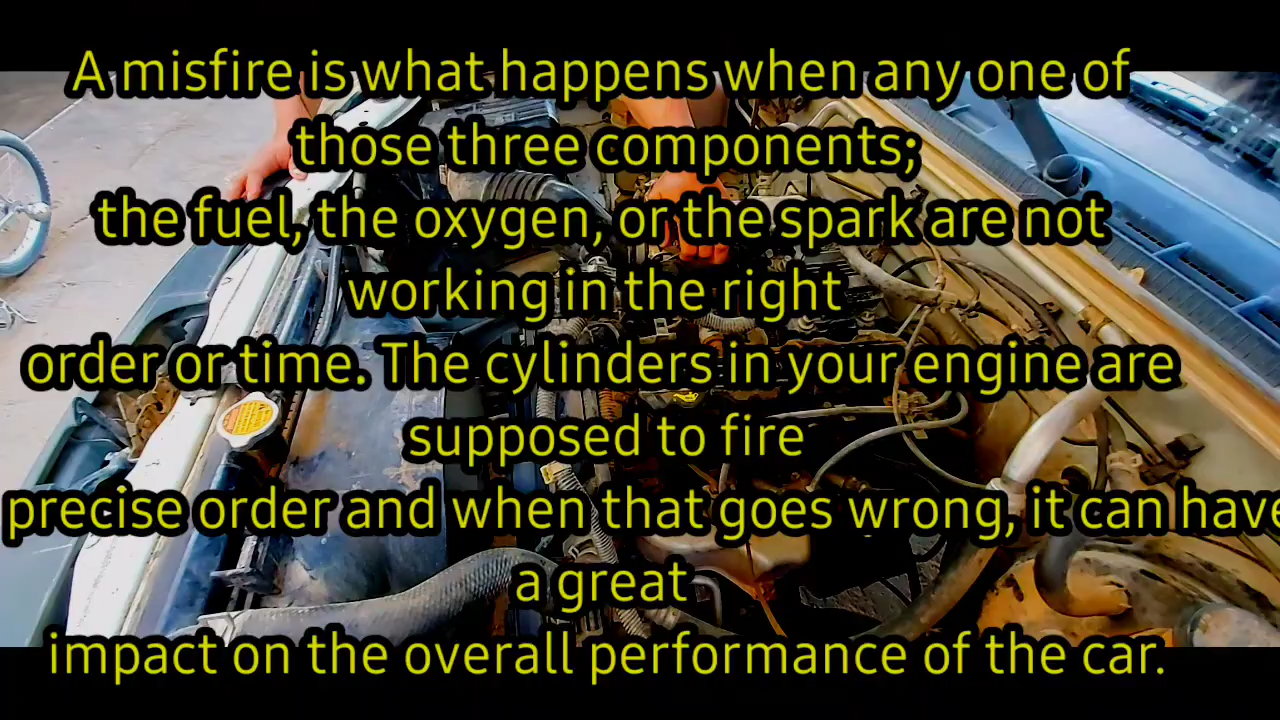 A misfire is what happens when any one of
those three components;
the fuel, the oxygen, or the spark are not
working in the right
order or time. The cylinders in your engine are
supposed to fire
precise order and when that goes wrong, it can have
a great
impact on the overall performance of the car.